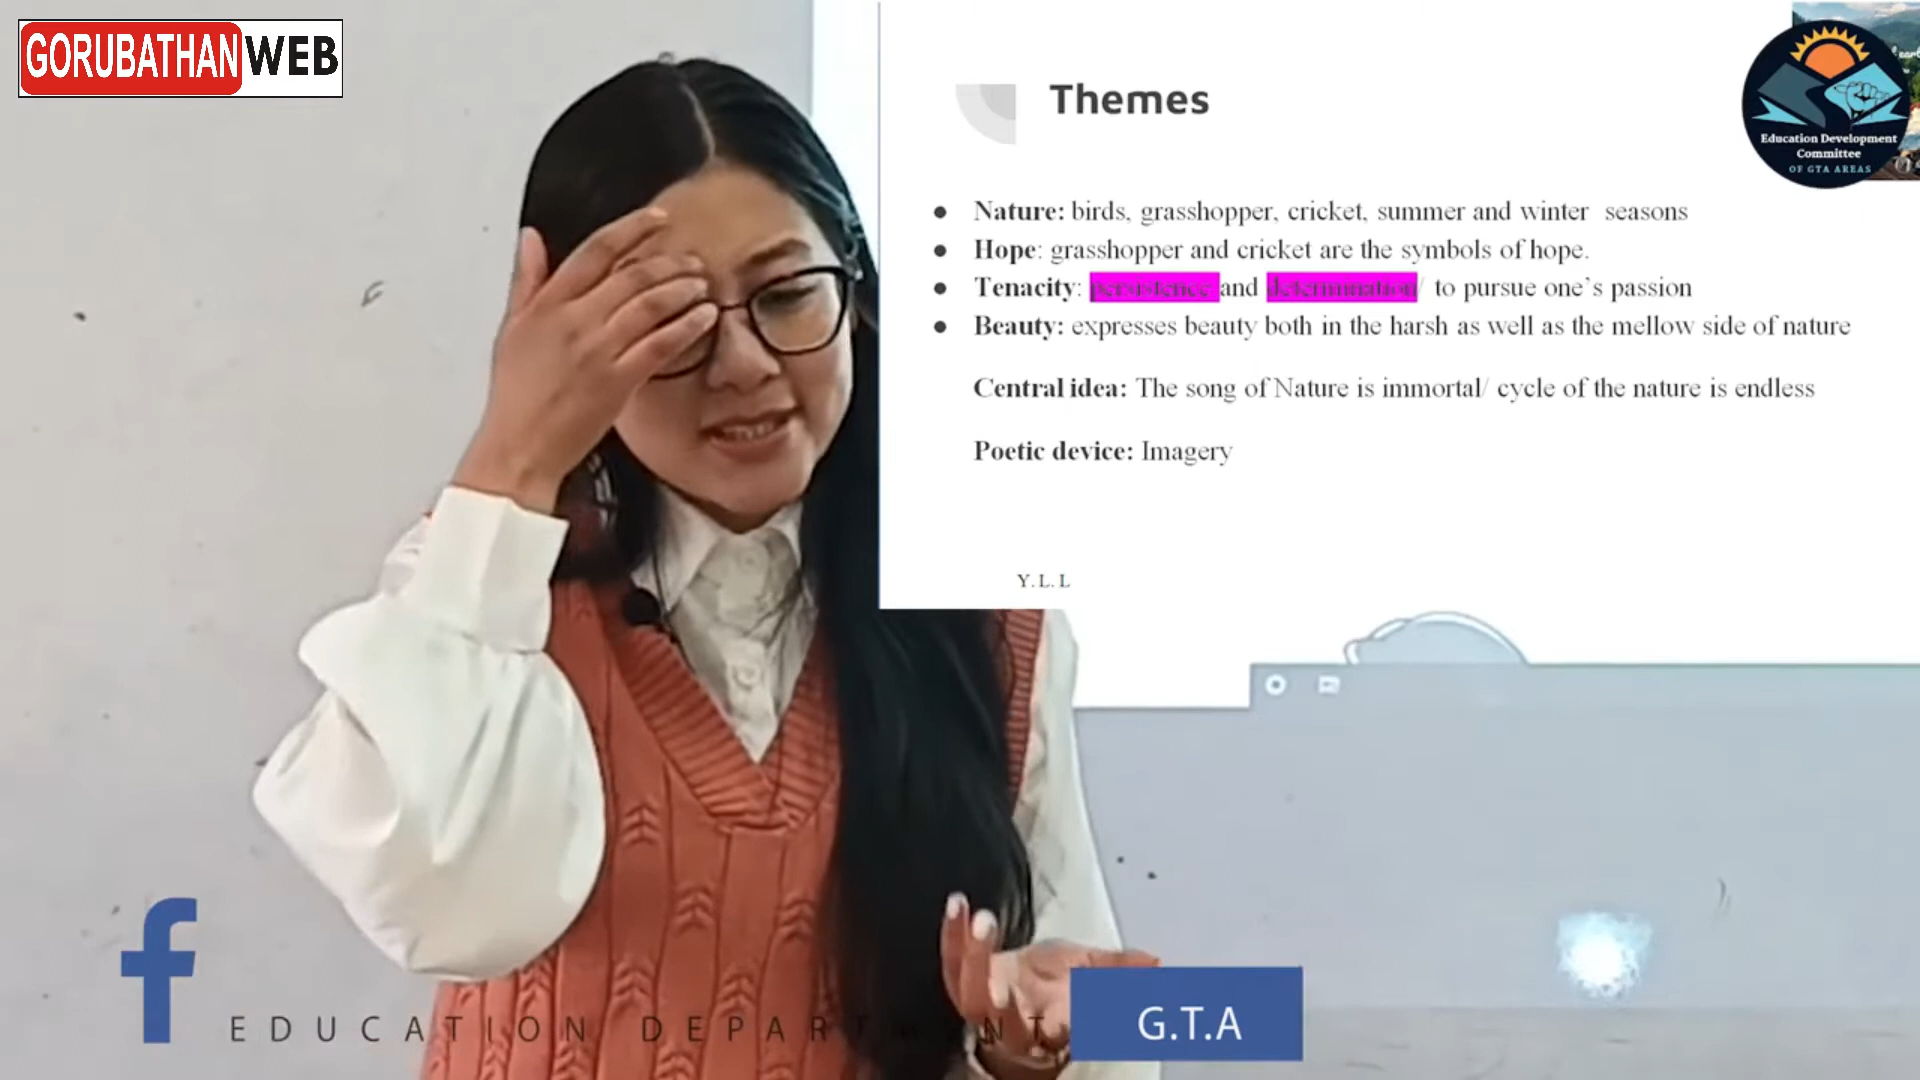 GORUBATHAN WEB
Themes
Education Development
Committee
OF GTA AREAS
● Nature: birds, grasshopper, cricket, summer and winter seasons
● Hope: grasshopper and cricket are the symbols of hope.
● Tenacity: persistence and determination/ to pursue one's passion
● Beauty: expresses beauty both in the harsh as well as the mellow side of nature
Central idea: The song of Nature is immortal/ cycle of the nature is endless
Poetic device: Imagery
Y. L. L
f
EDUCATION DEPARTMENT
G.T.A